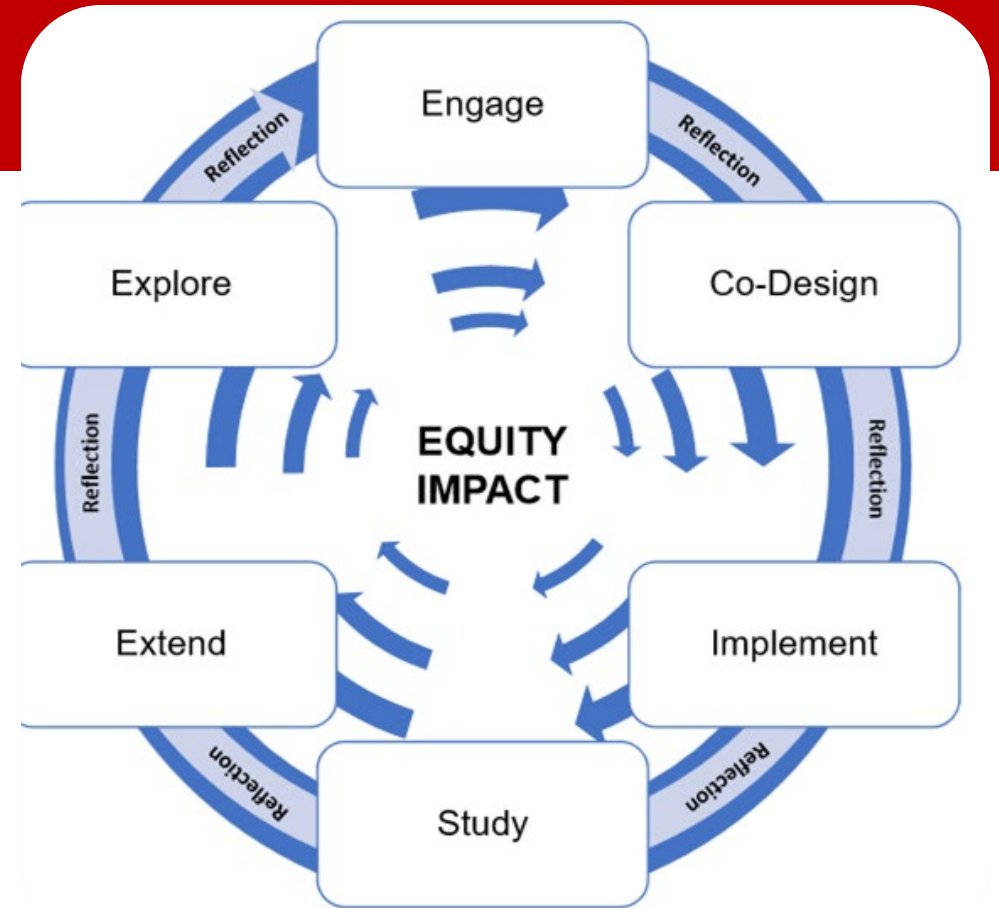 Engage
Reflection
Reflection
Explore
Co-Design
Reflection
EQUITY
IMPACT
Reflection
Extend
Implement
Reflection
Reflection
Study